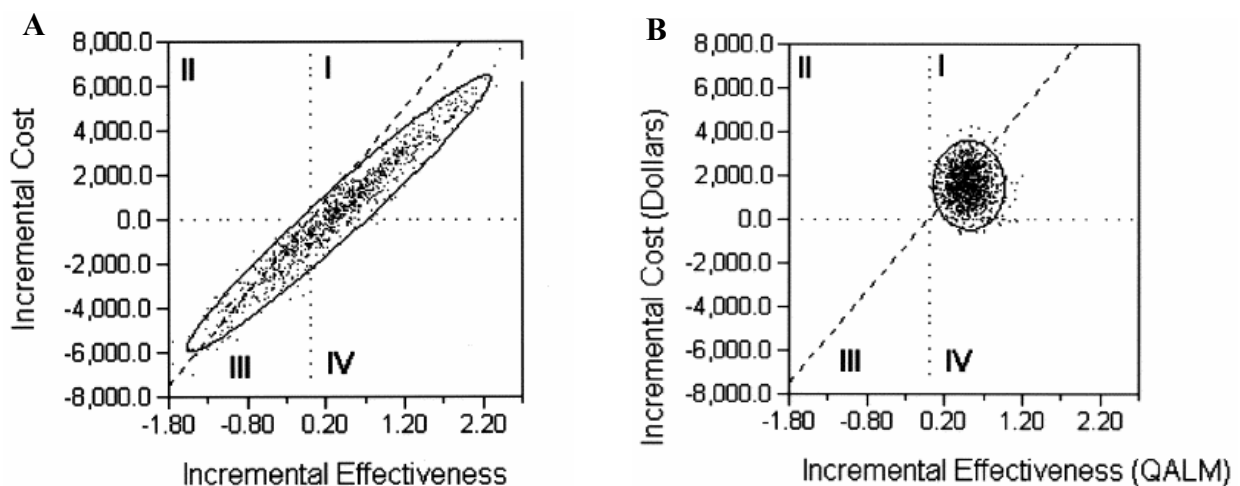 A
8,000.0
6,000.0
4,000.0
2,000.0
0.0
-2,000.0
-4,000.0
-6,000.0
-8,000.0
Incremental Cost
II
I
III
IV
-1.80 -0.80 0.20 1.20 2.20
Incremental Effectiveness
B
8,000.0
6,000.0
4,000.0
2,000.0
0.0
-2,000.0
-4,000.0
-6,000.0
-8,000.0
Incremental Cost (Dollars)
II
I
III
IV
-1.80 -0.80 0.20 1.20 2.20
Incremental Effectiveness (QALM)